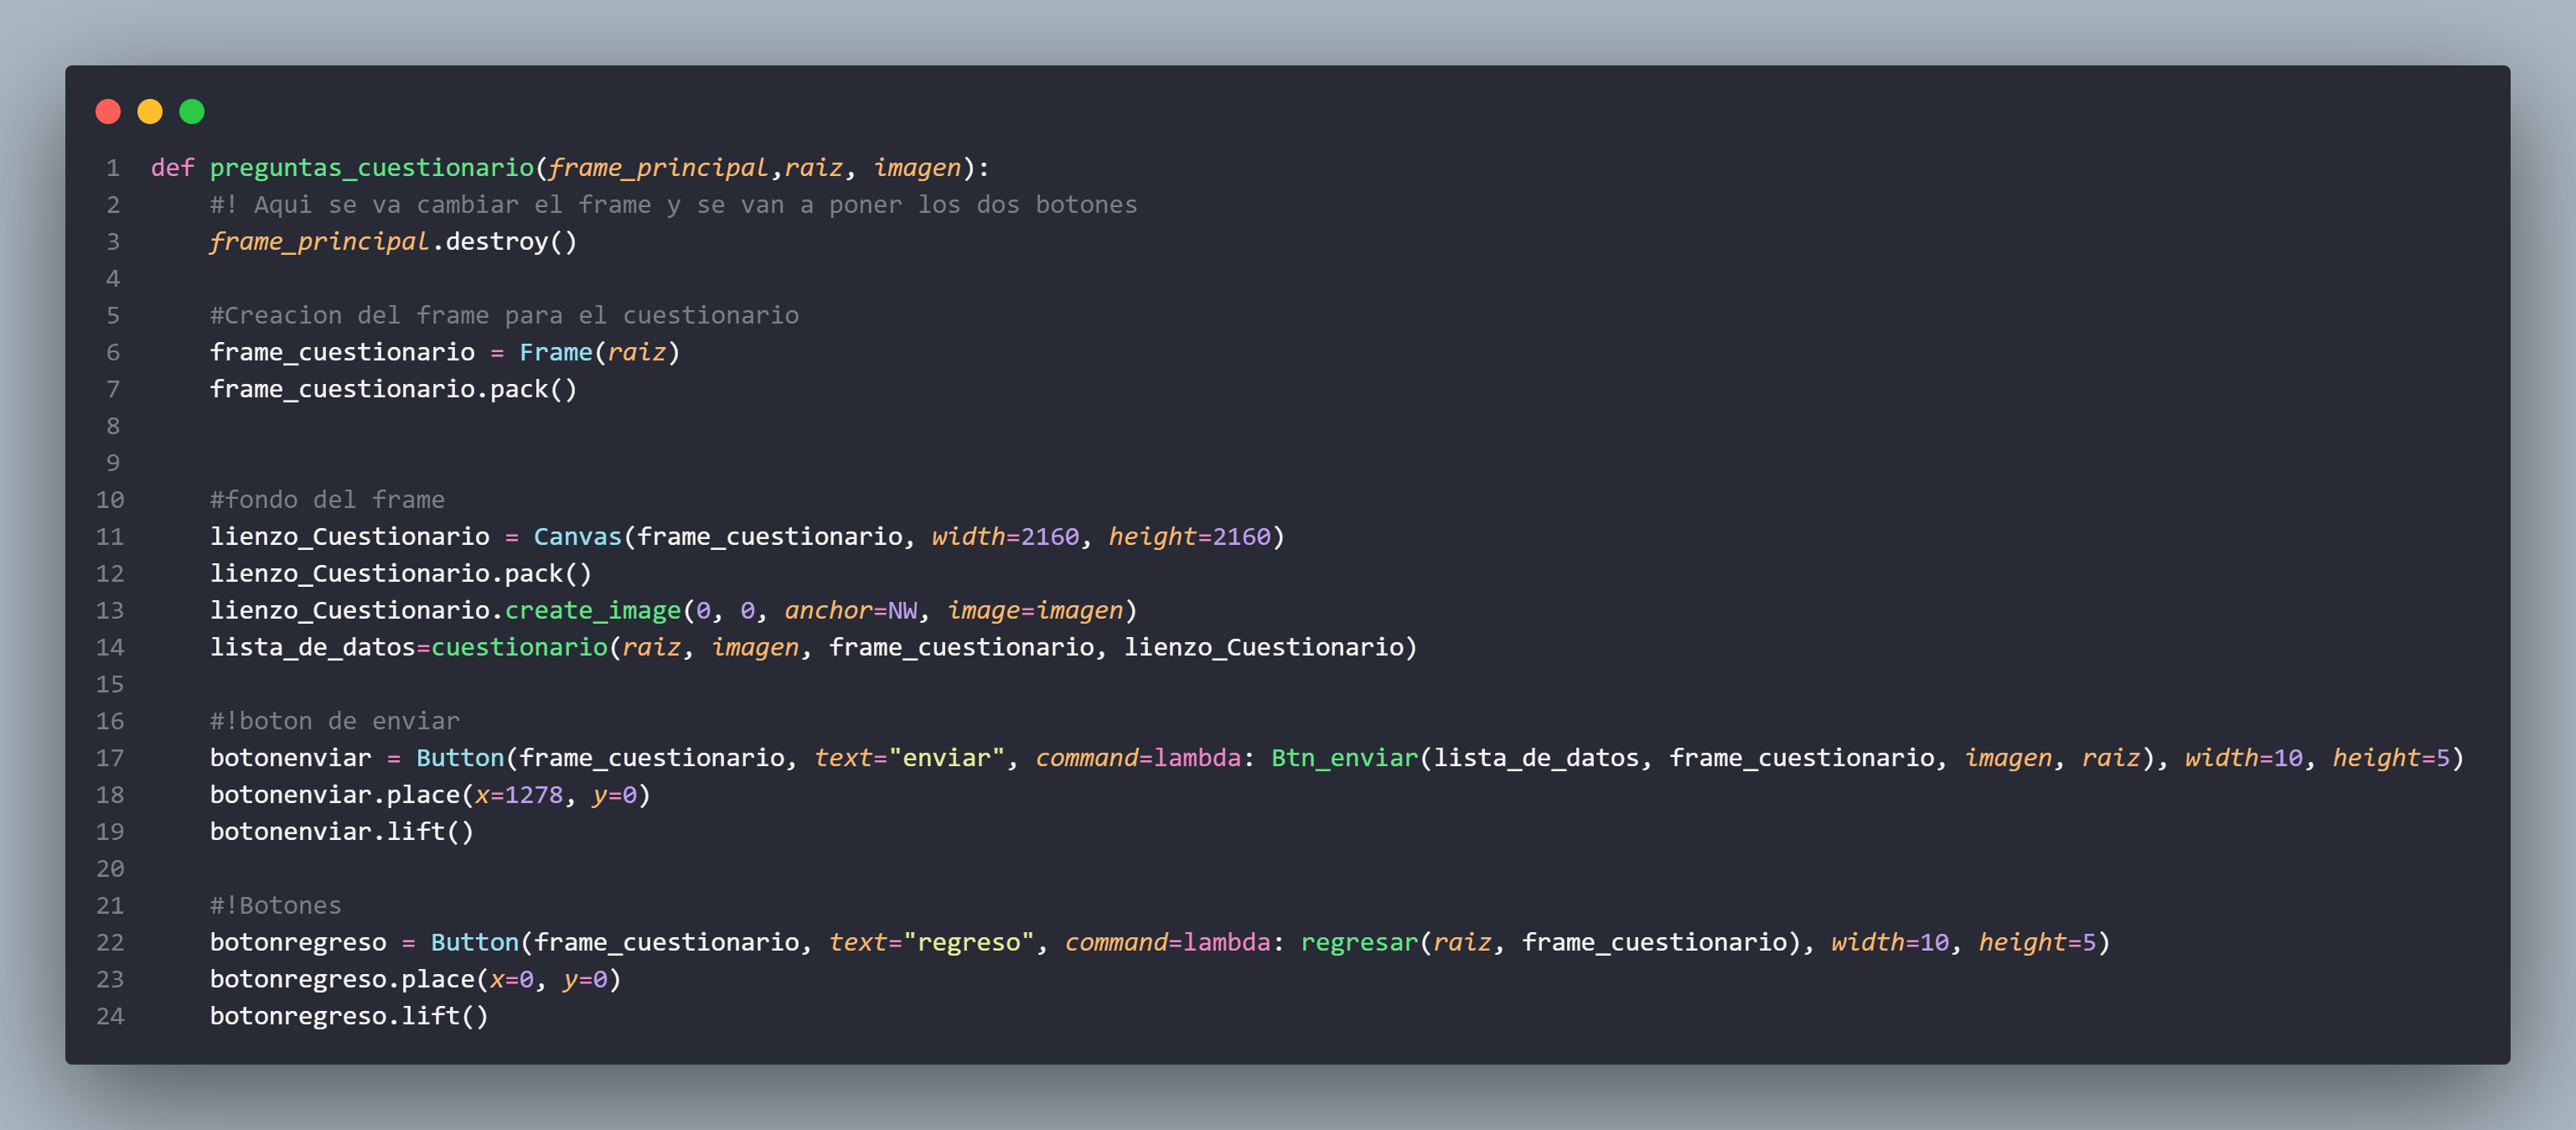 1 def preguntas_cuestionario(frame_principal,raiz, imagen):
2     #! Aqui se va cambiar el frame y se van a poner los dos botones
3     frame_principal.destroy()
4
5     #Creacion del frame para el cuestionario
6     frame_cuestionario = Frame(raiz)
7     frame_cuestionario.pack()
8
9
10     #fondo del frame
11     lienzo_Cuestionario = Canvas(frame_cuestionario, width=2160, height=2160)
12     lienzo_Cuestionario.pack()
13     lienzo_Cuestionario.create_image(0, 0, anchor=NW, image=imagen)
14     lista_de_datos=cuestionario(raiz, imagen, frame_cuestionario, lienzo_Cuestionario)
15
16     #!boton de enviar
17     botonenviar = Button(frame_cuestionario, text="enviar", command=lambda: Btn_enviar(lista_de_datos, frame_cuestionario, imagen, raiz), width=10, height=5)
18     botonenviar.place(x=1278, y=0)
19     botonenviar.lift()
20
21     #!Botones
22     botonregreso = Button(frame_cuestionario, text="regreso", command=lambda: regresar(raiz, frame_cuestionario), width=10, height=5)
23     botonregreso.place(x=0, y=0)
24     botonregreso.lift()